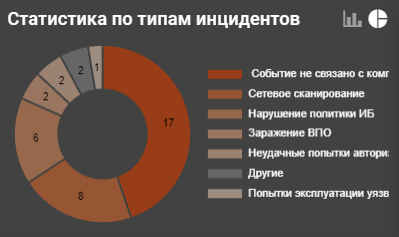 Статистика по типам инцидентов
Событие не связано с комп
Сетевое сканирование
17
Нарушение политики ИБ
6
Заражение ВПО
8
Неудачные попытки авториз
2
Другие
2
Попытки эксплуатации уязв
2
1